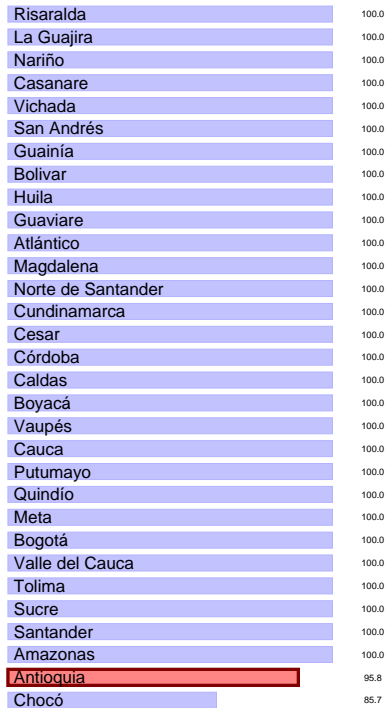 Risaralda 100.0
La Guajira 100.0
Nariño 100.0
Casanare 100.0
Vichada 100.0
San Andrés 100.0
Guainía 100.0
Bolivar 100.0
Huila 100.0
Guaviare 100.0
Atlántico 100.0
Magdalena 100.0
Norte de Santander 100.0
Cundinamarca 100.0
Cesar 100.0
Córdoba 100.0
Caldas 100.0
Boyacá 100.0
Vaupés 100.0
Cauca 100.0
Putumayo 100.0
Quindío 100.0
Meta 100.0
Bogotá 100.0
Valle del Cauca 100.0
Tolima 100.0
Sucre 100.0
Santander 100.0
Amazonas 100.0
Antioquia 95.8
Chocó 85.7